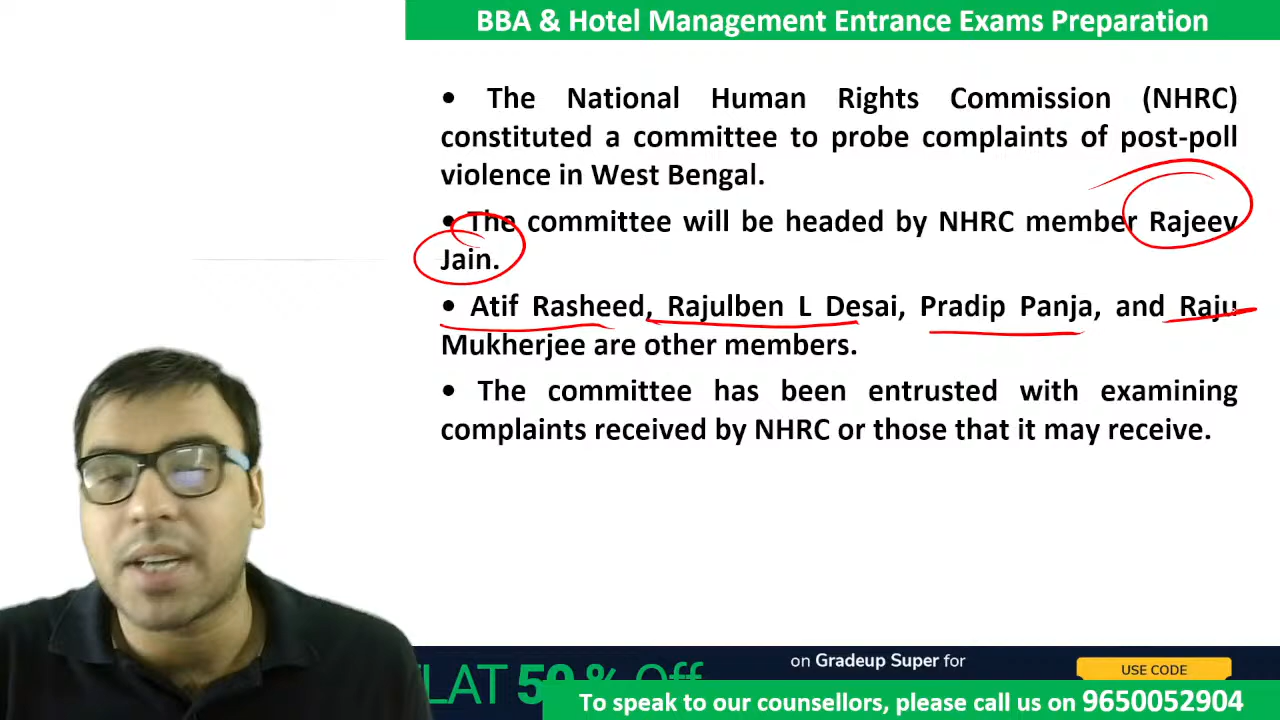 BBA & Hotel Management Entrance Exams Preparation
• The National Human Rights Commission (NHRC)
constituted a committee to probe complaints of post-poll
violence in West Bengal.
• The committee will be headed by NHRC member Rajeev
Jain.
• Atif Rasheed, Rajulben L Desai, Pradip Panja, and Raju
Mukherjee are other members.
• The committee has been entrusted with examining
complaints received by NHRC or those that it may receive.
on Gradeup Super for
USE CODE
FLAT 50% Off
To speak to our counsellors, please call us on 9650052904